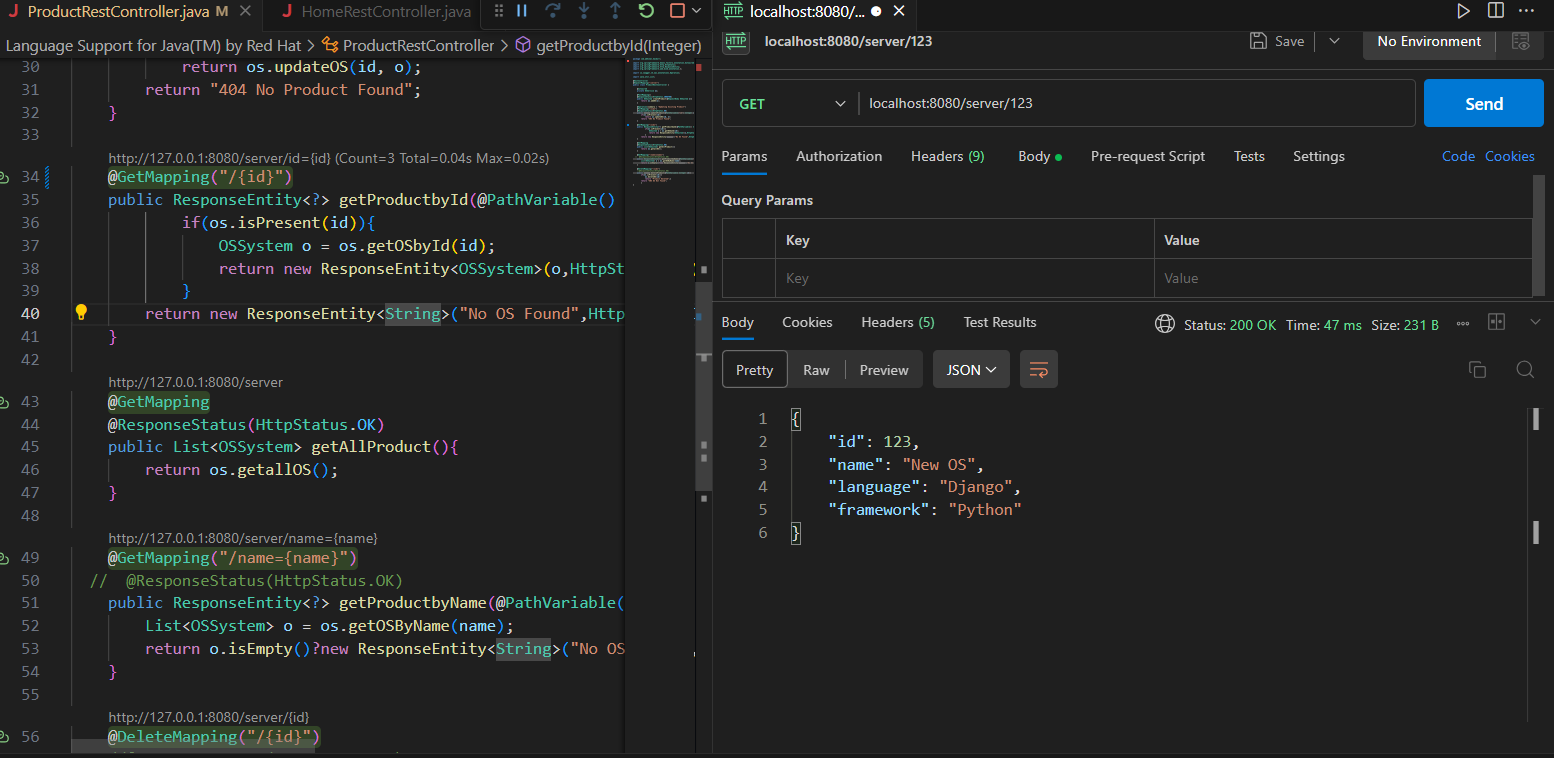 ProductRestController.java M
HomeRestController.java
Language Support for Java(TM) by Red Hat > ProductRestController > getProductbyId(Integer)
30 return os.updateOS(id, o);
31 return "404 No Product Found";
32 }
33
http://127.0.0.1:8080/server/id={id} (Count=3 Total=0.04s Max=0.02s)
34 @GetMapping("/{id}")
35 public ResponseEntity<?> getProductbyId(@PathVariable()
36 if(os.isPresent(id)){
37 OSSystem o = os.getOSbyId(id);
38 return new ResponseEntity<OSSystem>(o,HttpSt
39 }
40 return new ResponseEntity<String>("No OS Found",Http
41 }
42
http://127.0.0.1:8080/server
43 @GetMapping
44 @ResponseStatus(HttpStatus.OK)
45 public List<OSSystem> getAllProduct(){
46 return os.getallOS();
47 }
48
http://127.0.0.1:8080/server/name={name}
49 @GetMapping("/name={name}")
50 // @ResponseStatus(HttpStatus.OK)
51 public ResponseEntity<?> getProductbyName(@PathVariable(
52 List<OSSystem> o = os.getOSByName(name);
53 return o.isEmpty()?new ResponseEntity<String>("No OS
54 }
55
http://127.0.0.1:8080/server/{id}
56 @DeleteMapping("/{id}")
HTTP localhost:8080/...
HTTP localhost:8080/server/123
Save
No Environment
GET
localhost:8080/server/123
Send
Params Authorization Headers (9) Body Pre-request Script Tests Settings Code Cookies
Query Params
Key Value
Key Value
Body Cookies Headers (5) Test Results Status: 200 OK Time: 47 ms Size: 231 B
Pretty Raw Preview JSON
1 {
2 "id": 123,
3 "name": "New OS",
4 "language": "Django",
5 "framework": "Python"
6 }